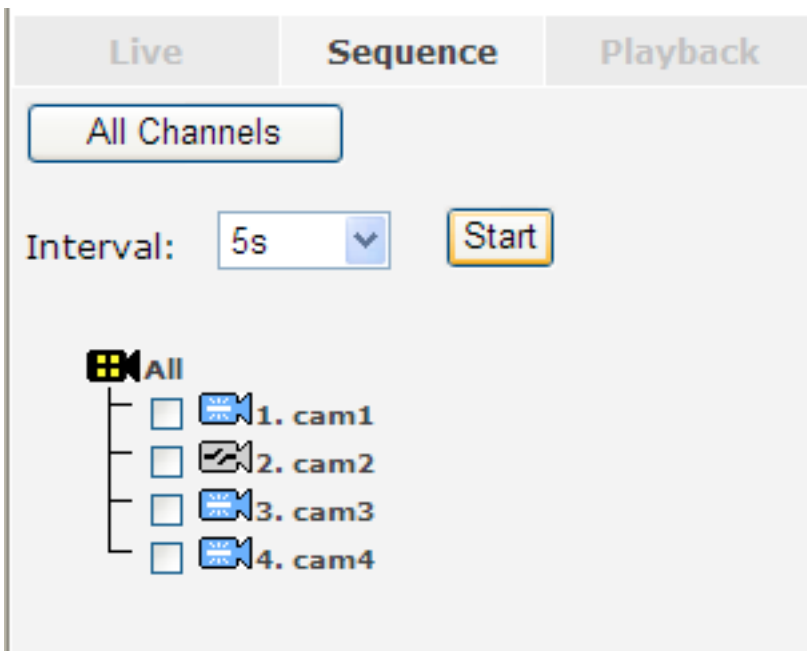 Live Sequence Playback
All Channels
Interval: 5s Start
All
1. cam1
2. cam2
3. cam3
4. cam4